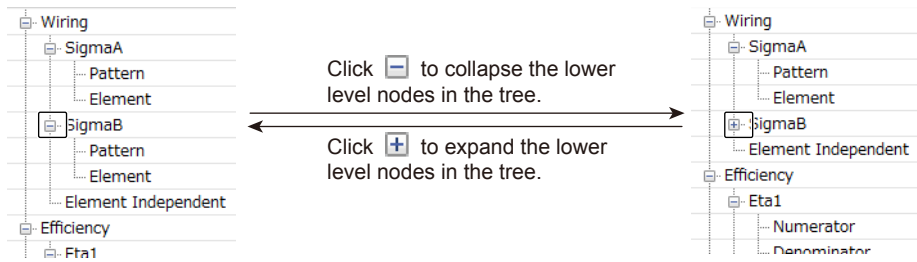 Wiring
SigmaA
Pattern
Element
SigmaB
Pattern
Element
Element Independent
Efficiency
Eta1
Click to collapse the lower
level nodes in the tree.
Click to expand the lower
level nodes in the tree.
Wiring
SigmaA
Pattern
Element
SigmaB
Element Independent
Efficiency
Eta1
Numerator
Denominator